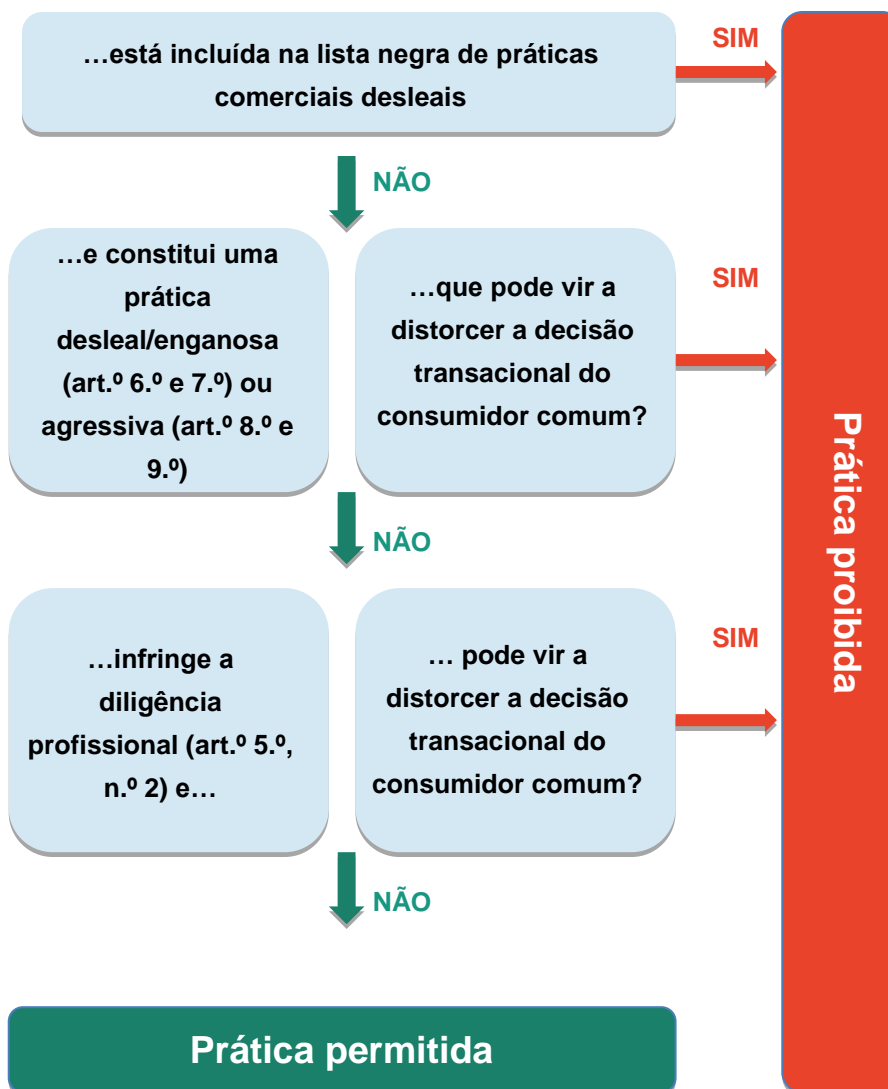 …está incluída na lista negra de práticas
comerciais desleais
SIM
NÃO
…e constitui uma
prática
desleal/enganosa
(art.º 6.º e 7.º) ou
agressiva (art.º 8.º e
9.º)
…que pode vir a
distorcer a decisão
transacional do
consumidor comum?
SIM
NÃO
…infringe a
diligência
profissional (art.º 5.º,
n.º 2) e…
… pode vir a
distorcer a decisão
transacional do
consumidor comum?
SIM
NÃO
Prática permitida
Prática proibida